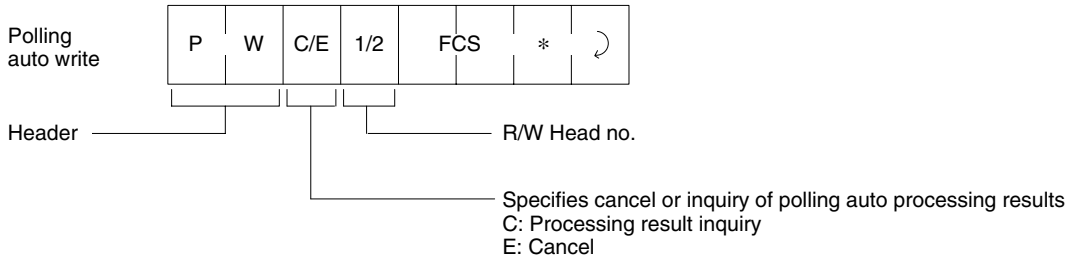 Polling
auto write
P W C/E 1/2 FCS *
Header
R/W Head no.
Specifies cancel or inquiry of polling auto processing results
C: Processing result inquiry
E: Cancel